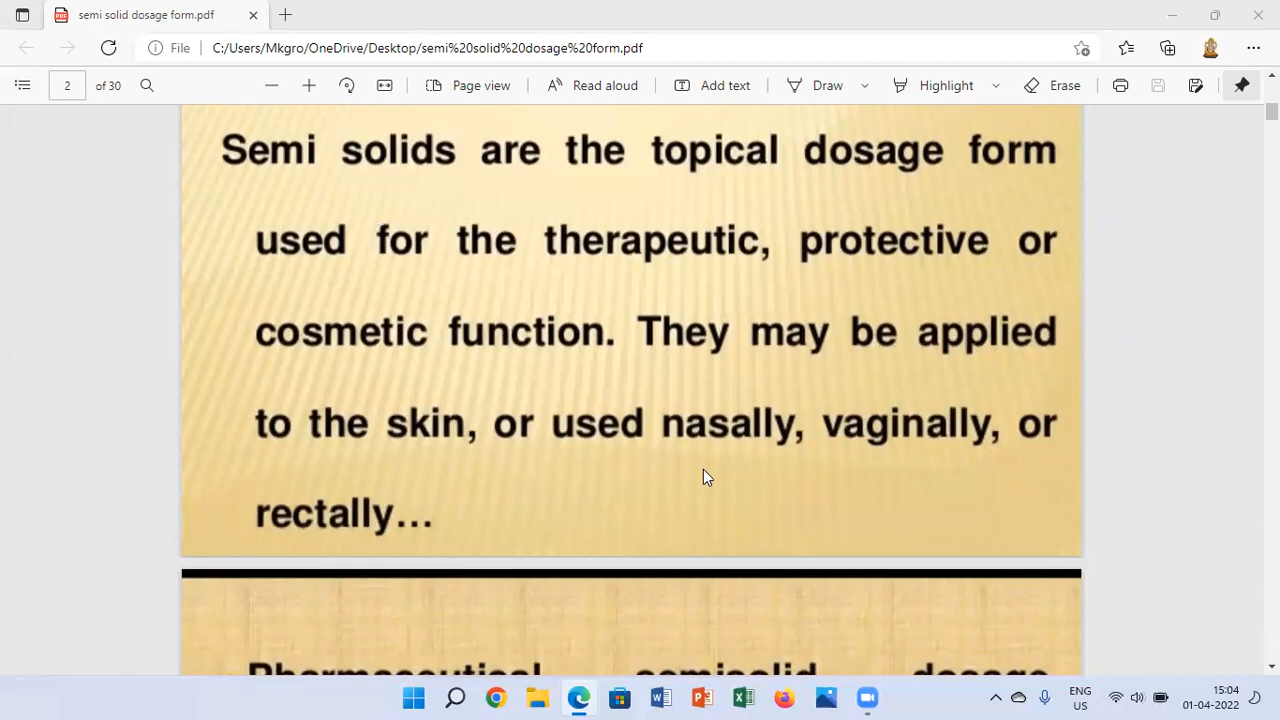 semi solid dosage form.pdf
File C:/Users/Mkgro/OneDrive/Desktop/semi%20solid%20dosage%20form.pdf
2 of 30 Page view Read aloud Add text Draw Highlight Erase
Semi solids are the topical dosage form
used for the therapeutic, protective or
cosmetic function. They may be applied
to the skin, or used nasally, vaginally, or
rectally…
Pharmaceutical semisolid dosage
ENG 15:04
US 01-04-2022